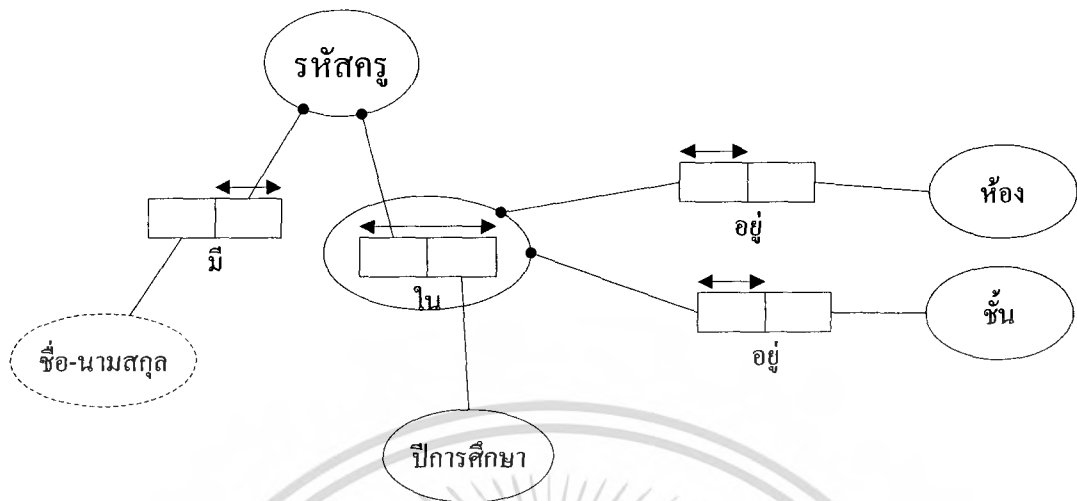 รหัสครู
ห้อง
อยู่
มี
ใน
ชั้น
อยู่
ชื่อ-นามสกุล
ปีการศึกษา